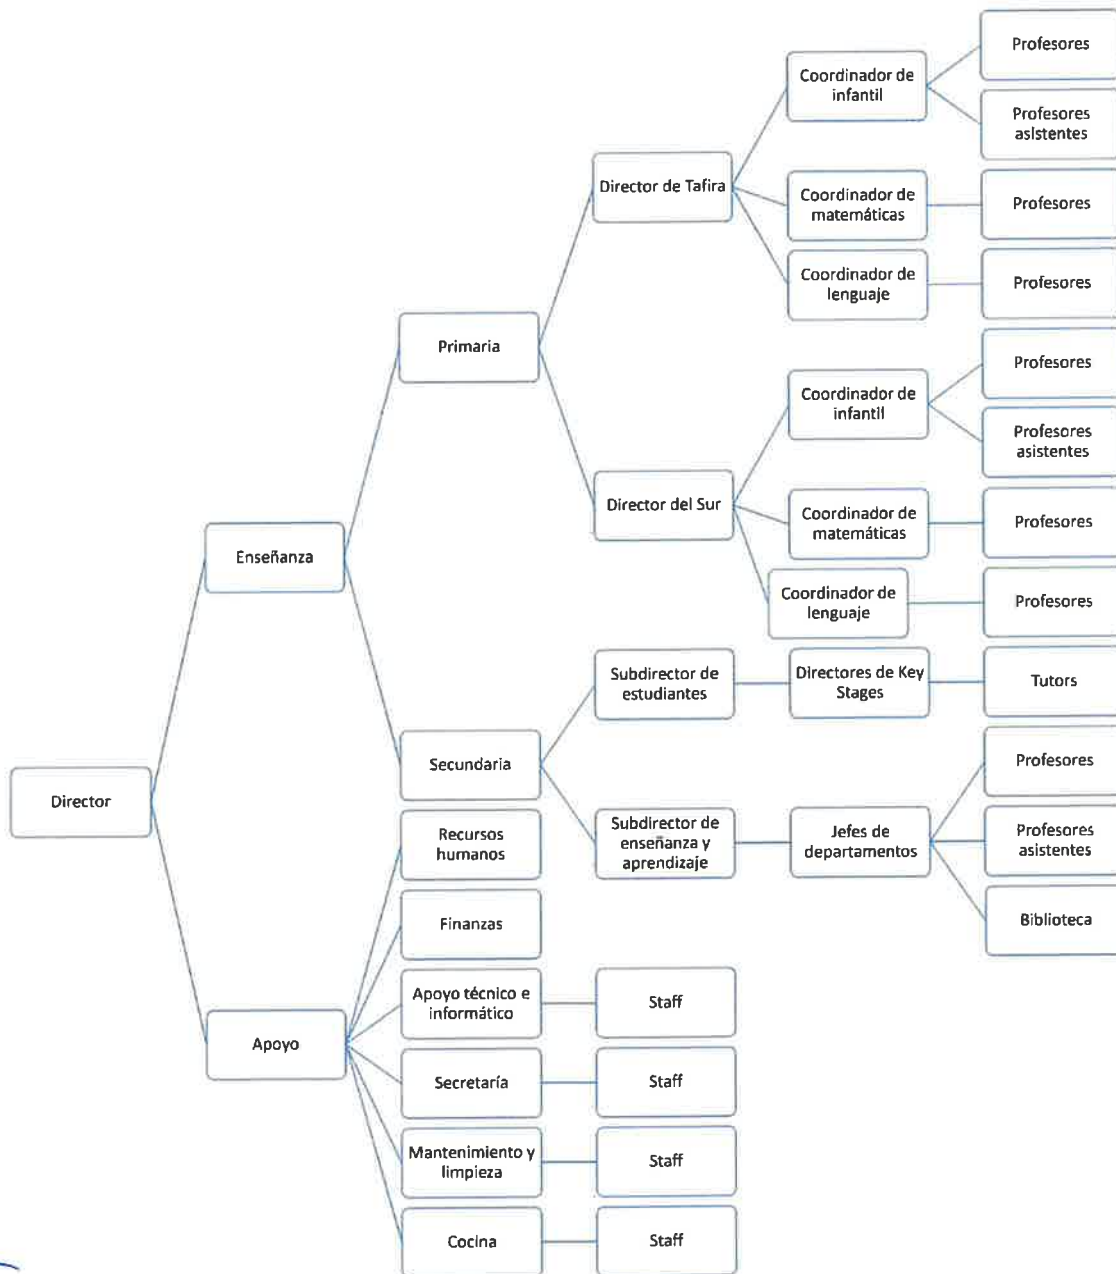 Profesores
Coordinador de
infantil
Profesores
asistentes
Director de Tafira
Coordinador de
matemáticas
Profesores
Coordinador de
lenguaje
Profesores
Primaria
Profesores
Coordinador de
infantil
Profesores
asistentes
Director del Sur
Coordinador de
matemáticas
Profesores
Enseñanza
Coordinador de
lenguaje
Profesores
Subdirector de
estudiantes
Directores de Key
Stages
Tutors
Director
Secundaria
Profesores
Recursos
humanos
Subdirector de
enseñanza y
aprendizaje
Jefes de
departamentos
Profesores
asistentes
Finanzas
Biblioteca
Apoyo
Apoyo técnico e
informático
Staff
Secretaría
Staff
Mantenimiento y
limpieza
Staff
Cocina
Staff